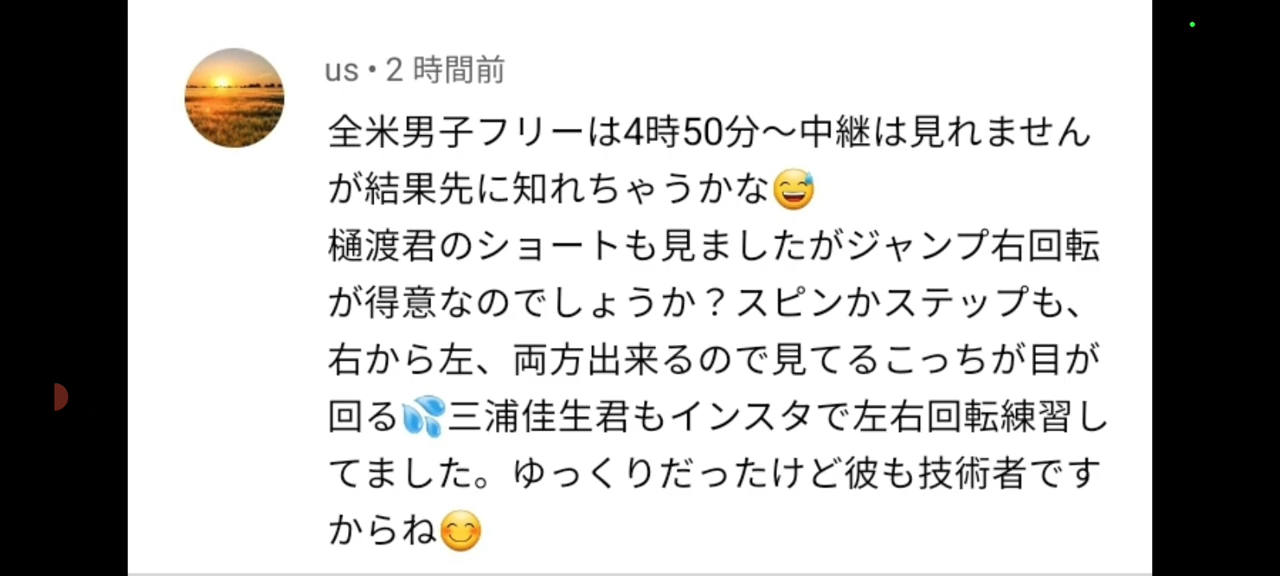 us • 2 時間前
全米男子フリーは4時50分〜中継は見れません
が結果先に知れちゃうかな😅
樋渡君のショートも見ましたがジャンプ右回転
が得意なのでしょうか？スピンかステップも、
右から左、両方出来るので見てるこっちが目が
回る💦三浦佳生君もインスタで左右回転練習し
てました。ゆっくりだったけど彼も技術者です
からね😊